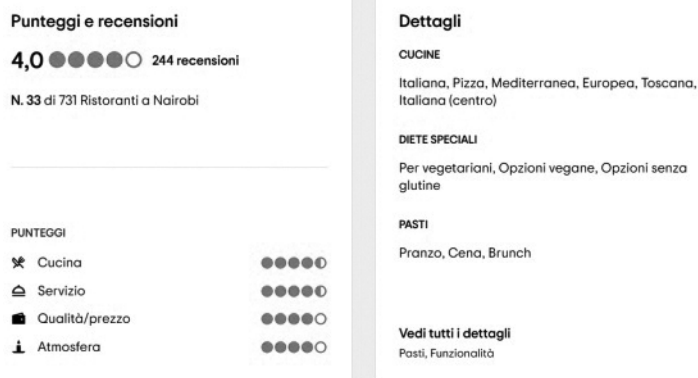 Punteggi e recensioni
4,0 244 recensioni
N. 33 di 731 Ristoranti a Nairobi
PUNTEGGI
Cucina
Servizio
Qualità/prezzo
Atmosfera
Dettagli
CUCINE
Italiana, Pizza, Mediterranea, Europea, Toscana,
Italiana (centro)
DIETE SPECIALI
Per vegetariani, Opzioni vegane, Opzioni senza
glutine
PASTI
Pranzo, Cena, Brunch
Vedi tutti i dettagli
Pasti, Funzionalità